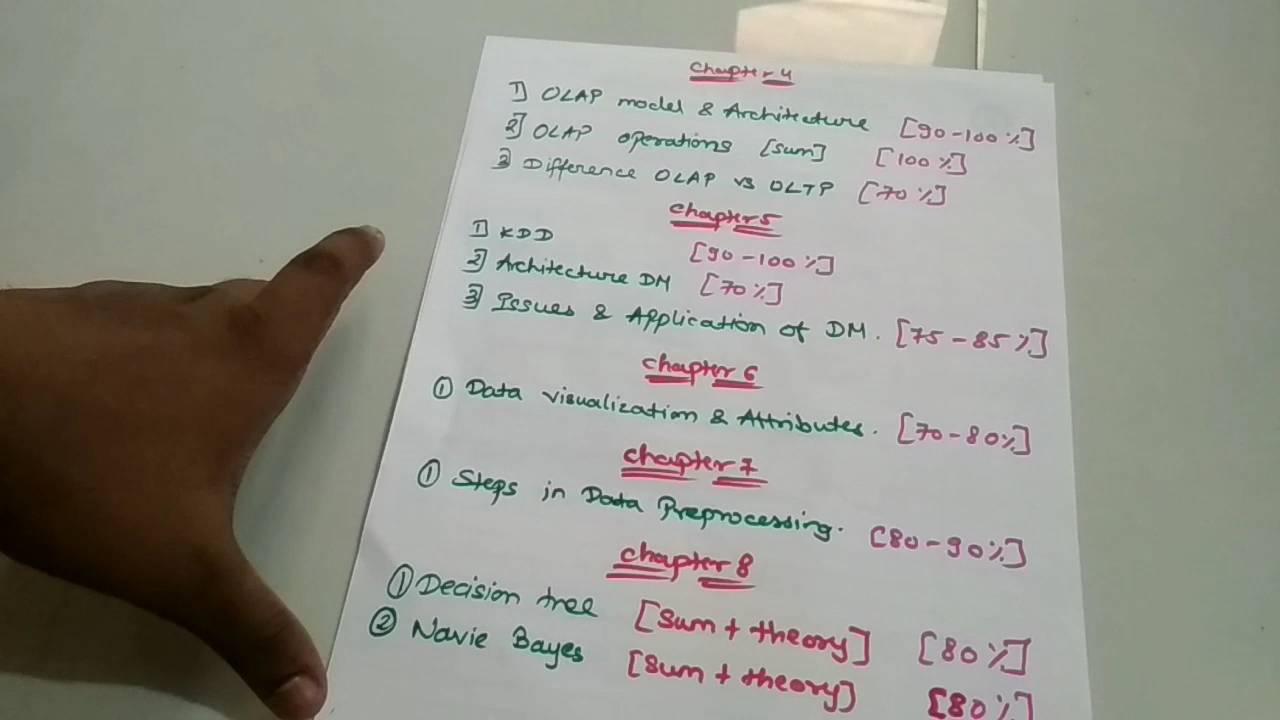 Chapter 4
1] OLAP model & Architecture [90-100%]
2] OLAP operations [sum] [100%]
3] Difference OLAP vs OLTP [70%]
Chapter 5
1] KDD [90-100%]
2] Architecture DM [70%]
3] Issues & Application of DM. [75-85%]
Chapter 6
① Data visualization & Attributes. [70-80%]
Chapter 7
① Steps in Data Preprocessing. [80-90%]
Chapter 8
① Decision tree [sum + theory] [80%]
② Navie Bayes [sum + theory] [80%]